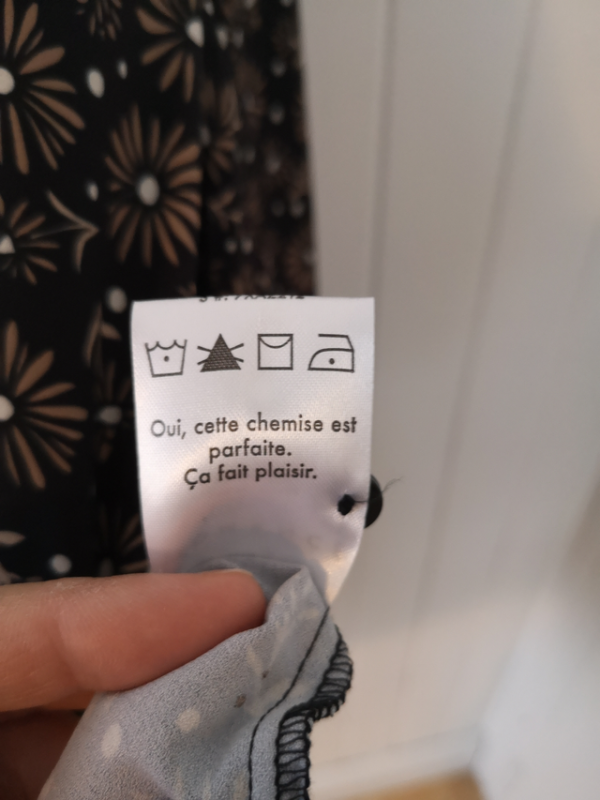 Oui, cette chemise est
parfaite.
Ça fait plaisir.